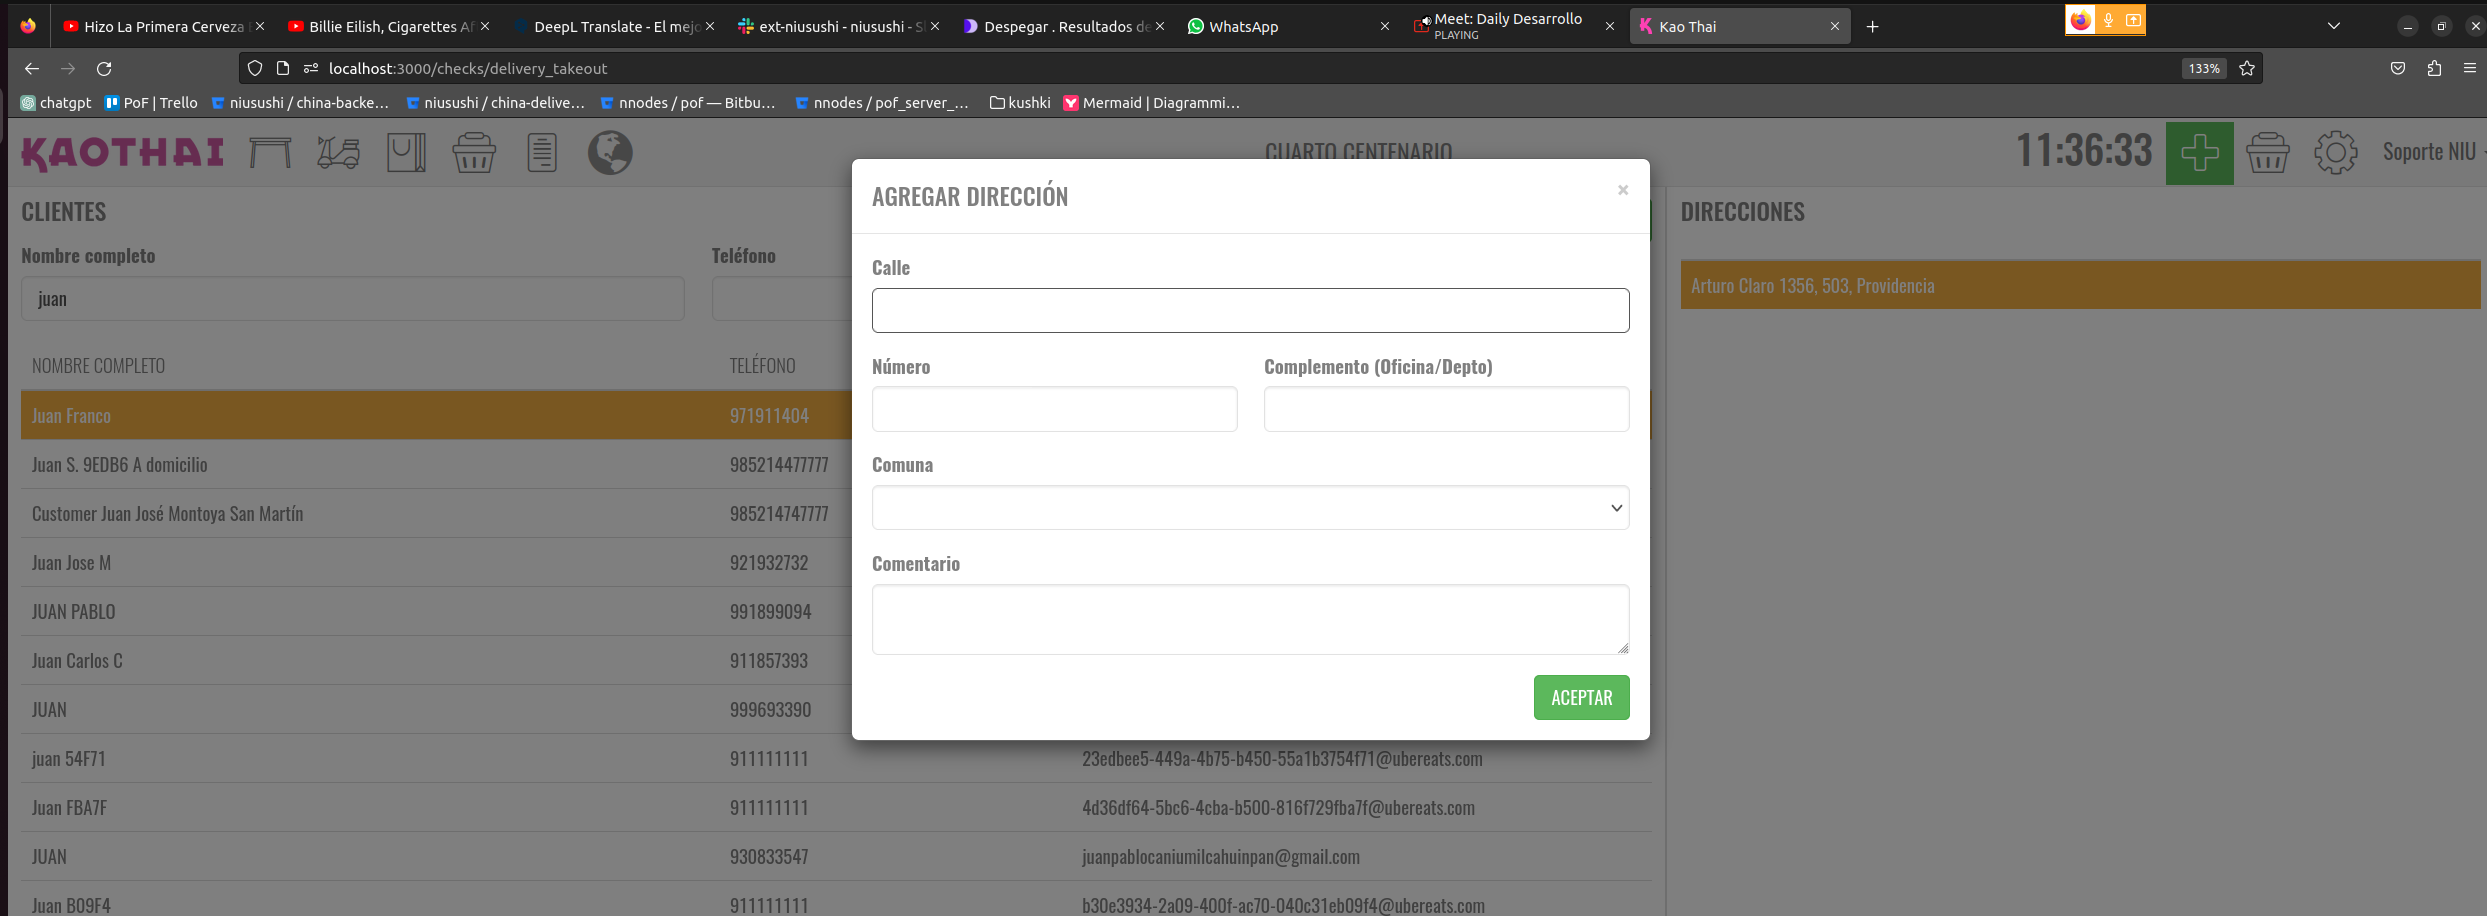 Hizo La Primera Cerveza
Billie Eilish, Cigarettes Af
DeepL Translate - El mejo
ext-niusushi - niusushi - Sl
Despegar . Resultados de
WhatsApp
Meet: Daily Desarrollo
PLAYING
Kao Thai
localhost:3000/checks/delivery_takeout
133%
chatgpt
PoF | Trello
niusushi / china-backe...
niusushi / china-delive...
nnodes / pof — Bitbu...
nnodes / pof_server_...
kushki
Mermaid | Diagrammi...
KAOTHAI
CUARTO CENTENARIO
11:36:33
Soporte NIU
CLIENTES
Nombre completo
Teléfono
juan
NOMBRE COMPLETO
TELÉFONO
Juan Franco 971911404
Juan S. 9EDB6 A domicilio 985214477777
Customer Juan José Montoya San Martín 985214747777
Juan Jose M 921932732
JUAN PABLO 991899094
Juan Carlos C 911857393
JUAN 999693390
juan 54F71 911111111 23edbee5-449a-4b75-b450-55a1b3754f71@ubereats.com
Juan FBA7F 911111111 4d36df64-5bc6-4cba-b500-816f729fba7f@ubereats.com
JUAN 930833547 juanpablocaniumilcahuinpan@gmail.com
Juan B09F4 911111111 b30e3934-2a09-400f-ac70-040c31eb09f4@ubereats.com
AGREGAR DIRECCIÓN
×
Calle
Número
Complemento (Oficina/Depto)
Comuna
Comentario
ACEPTAR
DIRECCIONES
Arturo Claro 1356, 503, Providencia